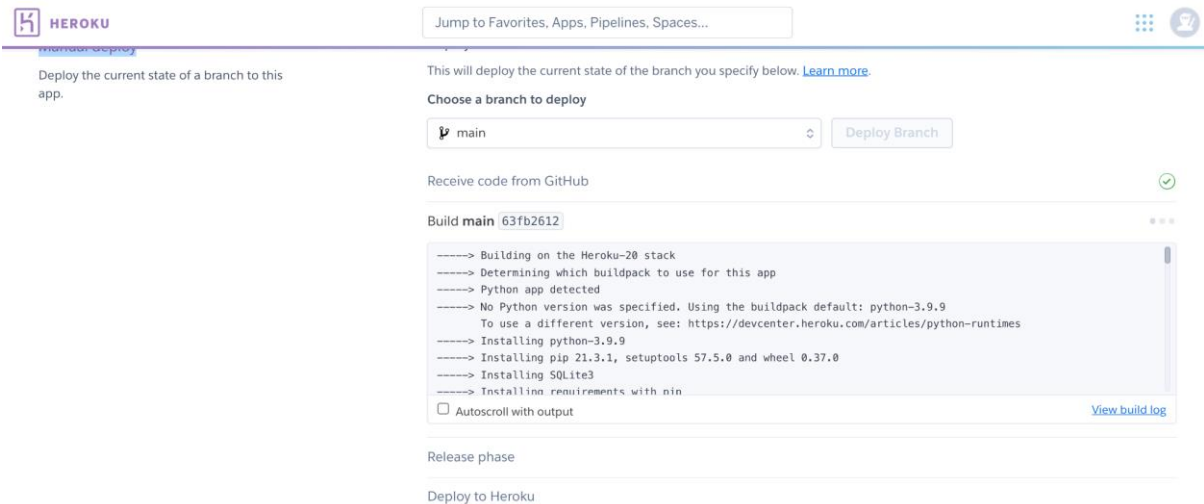 HEROKU
Jump to Favorites, Apps, Pipelines, Spaces...
Manual deploy
Deploy the current state of a branch to this
app.
This will deploy the current state of the branch you specify below. Learn more.
Choose a branch to deploy
main
Deploy Branch
Receive code from GitHub
Build main 63fb2612
-----> Building on the Heroku-20 stack
-----> Determining which buildpack to use for this app
-----> Python app detected
-----> No Python version was specified. Using the buildpack default: python-3.9.9
To use a different version, see: https://devcenter.heroku.com/articles/python-runtimes
-----> Installing python-3.9.9
-----> Installing pip 21.3.1, setuptools 57.5.0 and wheel 0.37.0
-----> Installing SQLite3
-----> Installing requirements with pip
Autoscroll with output
View build log
Release phase
Deploy to Heroku